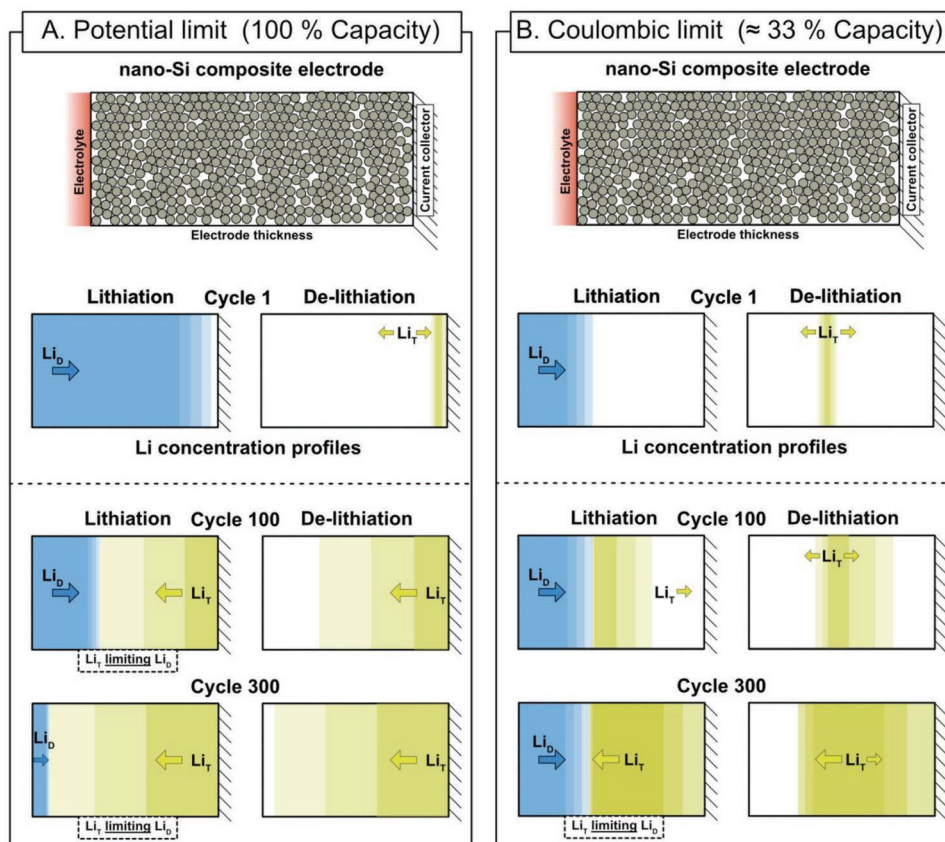 A. Potential limit (100 % Capacity)
nano-Si composite electrode
Electrolyte
Current collector
Electrode thickness
Lithiation Cycle 1 De-lithiation
Li_D
Li_T
Li concentration profiles
Lithiation Cycle 100 De-lithiation
Li_D
Li_T
Li_T
Li_T limiting Li_D
Cycle 300
Li_D
Li_T
Li_T
Li_T limiting Li_D
B. Coulombic limit (≈ 33 % Capacity)
nano-Si composite electrode
Electrolyte
Current collector
Electrode thickness
Lithiation Cycle 1 De-lithiation
Li_D
Li_T
Li concentration profiles
Lithiation Cycle 100 De-lithiation
Li_D
Li_T
Li_T
Cycle 300
Li_D
Li_T
Li_T
Li_T limiting Li_D